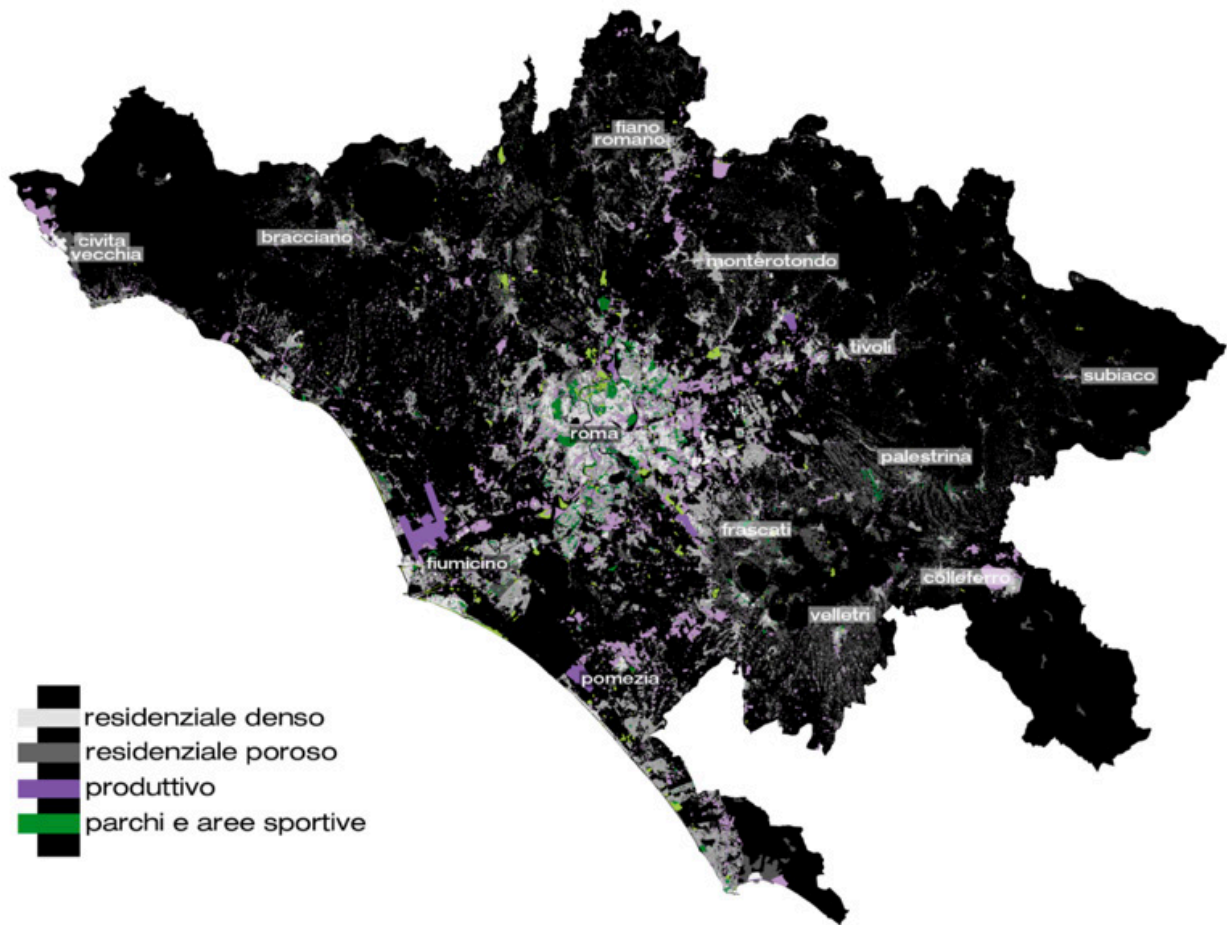 fiano
romano
civita
vecchia
bracciano
monterotondo
tivoli
subiaco
roma
palestrina
frascati
fiumicino
colleferro
velletri
pomezia
residenziale denso
residenziale poroso
produttivo
parchi e aree sportive